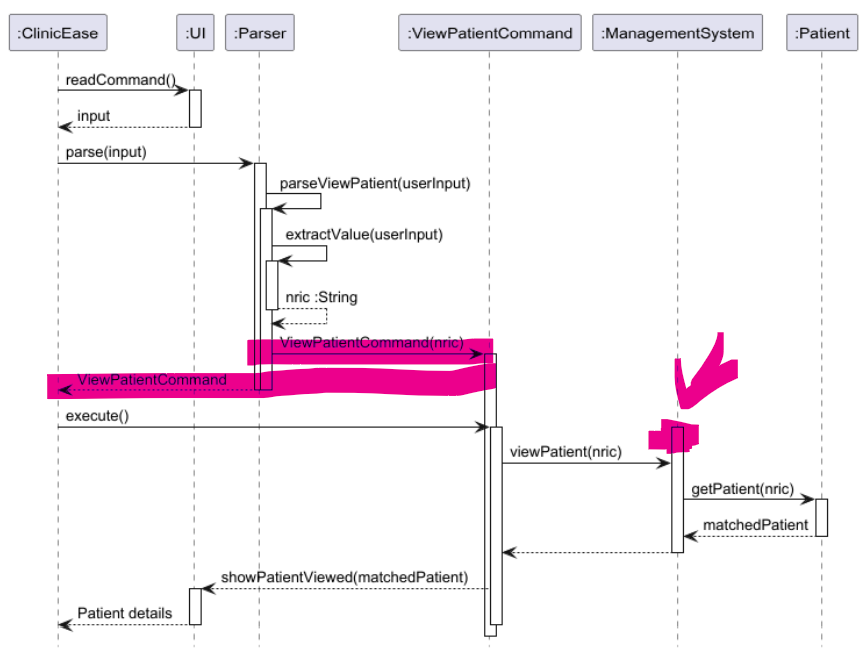 :ClinicEase :UI :Parser :ViewPatientCommand :ManagementSystem :Patient
readCommand()
input
parse(input)
parseViewPatient(userInput)
extractValue(userInput)
nric :String
ViewPatientCommand(nric)
ViewPatientCommand
execute()
viewPatient(nric)
getPatient(nric)
matchedPatient
showPatientViewed(matchedPatient)
Patient details